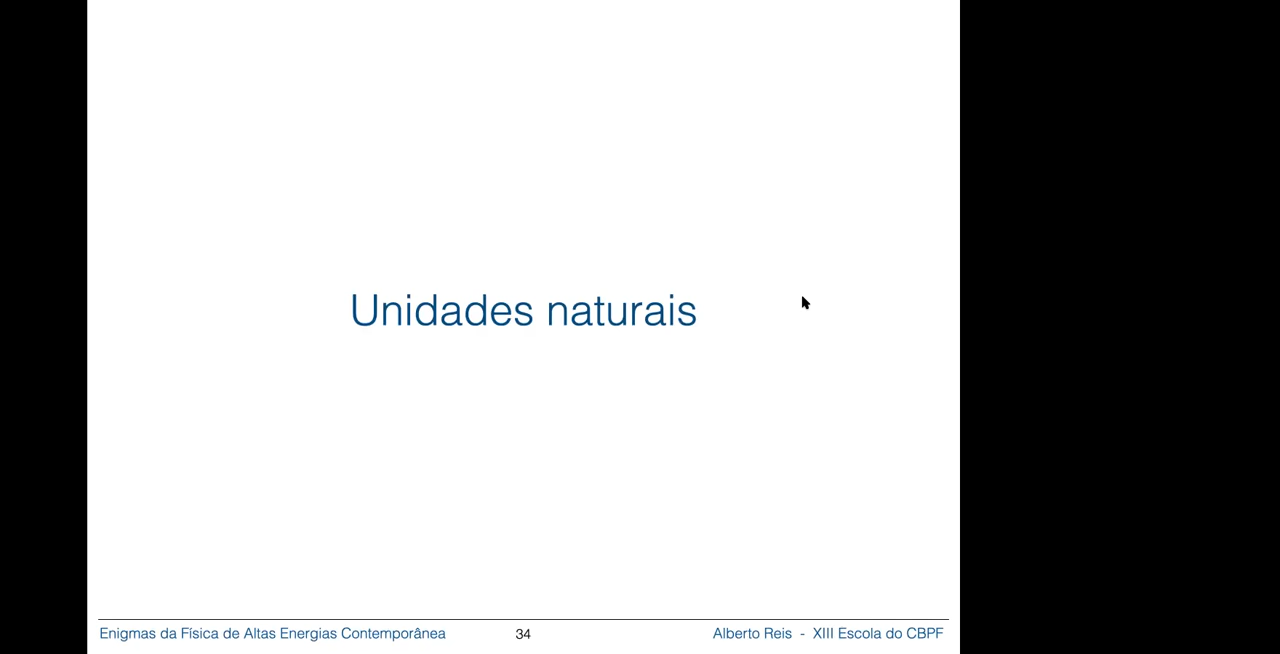 Unidades naturais
Enigmas da Física de Altas Energias Contemporânea 34 Alberto Reis - XIII Escola do CBPF